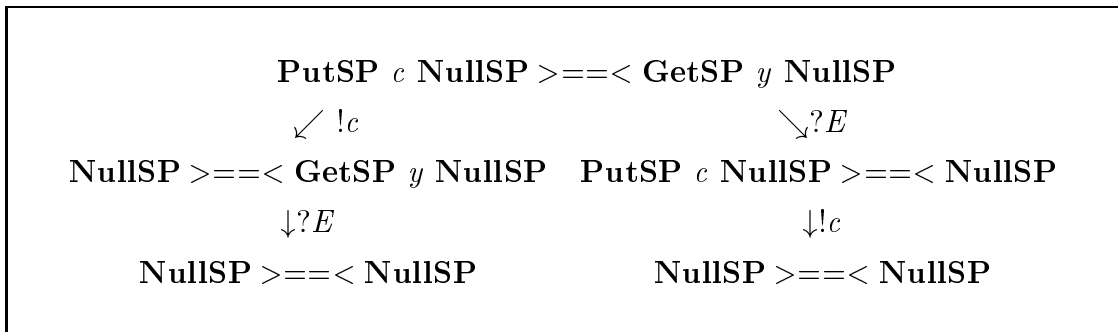 PutSP c NullSP >==< GetSP y NullSP
↙ !c ↘?E
NullSP >==< GetSP y NullSP PutSP c NullSP >==< NullSP
↓?E ↓!c
NullSP >==< NullSP NullSP >==< NullSP